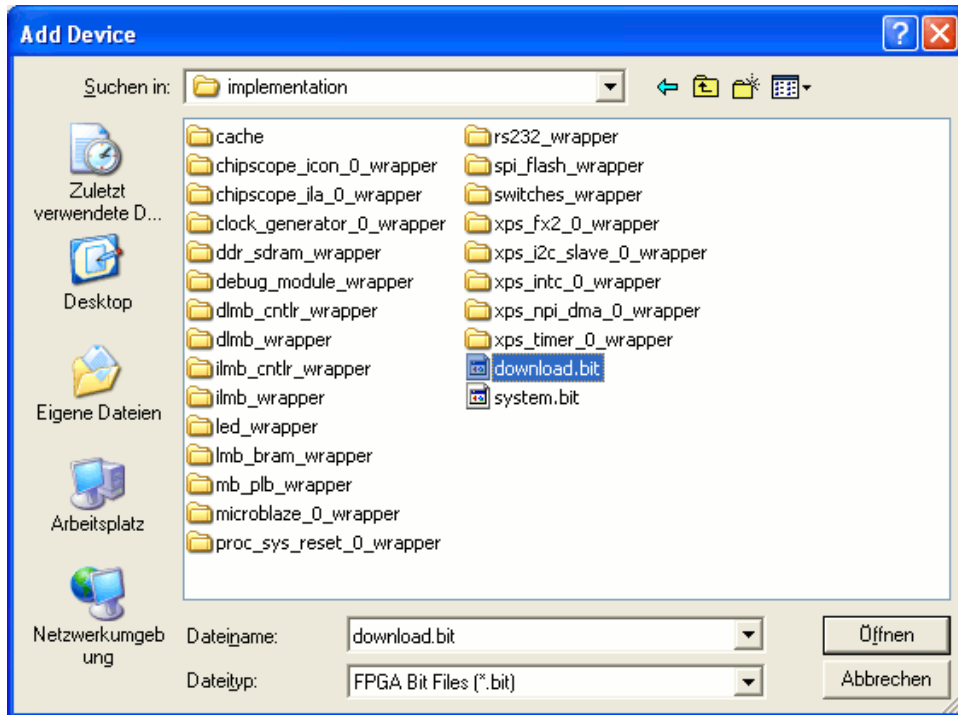 Add Device
Suchen in:
implementation
Zuletzt
verwendete D...
Desktop
Eigene Dateien
Arbeitsplatz
Netzwerkumgeb
ung
cache
chipscope_icon_0_wrapper
chipscope_ila_0_wrapper
clock_generator_0_wrapper
ddr_sdram_wrapper
debug_module_wrapper
dlmb_cntlr_wrapper
dlmb_wrapper
ilmb_cntlr_wrapper
ilmb_wrapper
led_wrapper
lmb_bram_wrapper
mb_plb_wrapper
microblaze_0_wrapper
proc_sys_reset_0_wrapper
rs232_wrapper
spi_flash_wrapper
switches_wrapper
xps_fx2_0_wrapper
xps_i2c_slave_0_wrapper
xps_intc_0_wrapper
xps_npi_dma_0_wrapper
xps_timer_0_wrapper
download.bit
system.bit
Dateiname:
download.bit
Öffnen
Dateityp:
FPGA Bit Files (*.bit)
Abbrechen